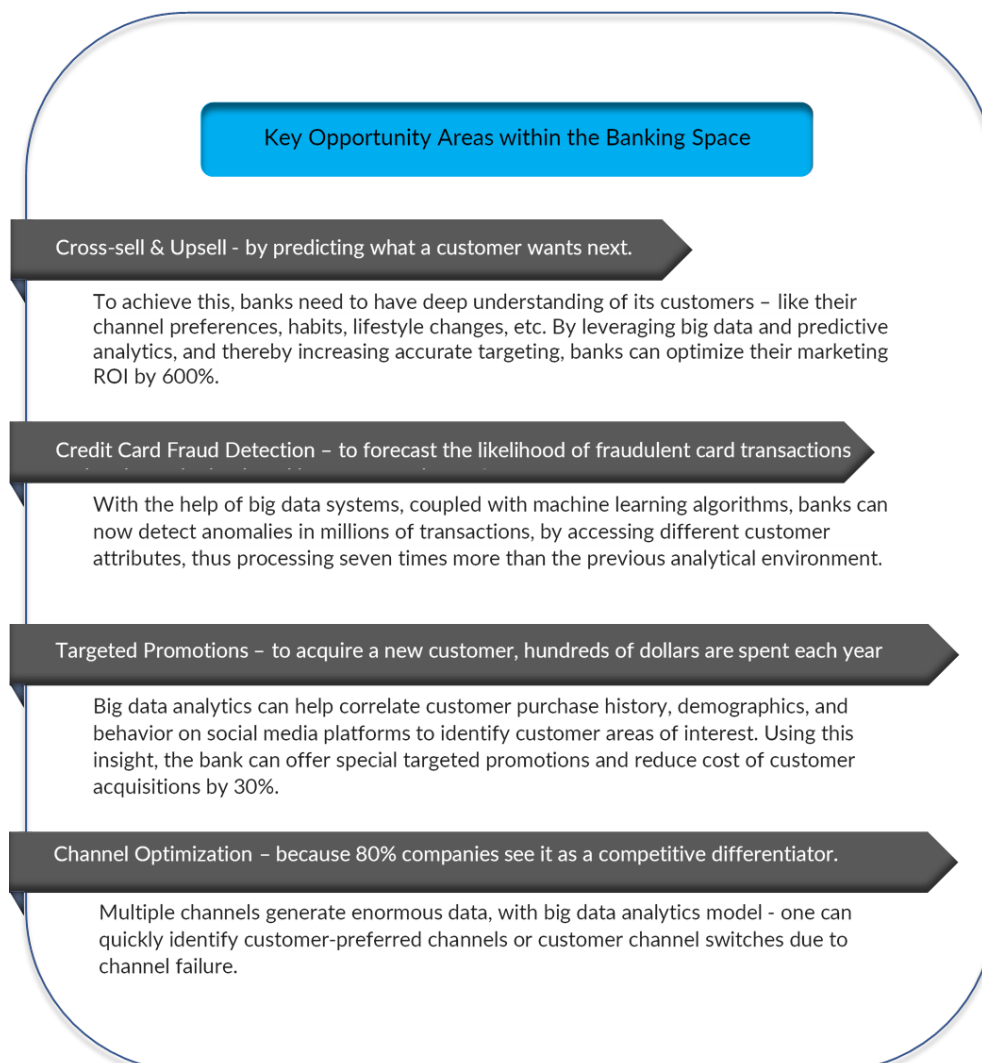 Key Opportunity Areas within the Banking Space
Cross-sell & Upsell - by predicting what a customer wants next.
To achieve this, banks need to have deep understanding of its customers – like their
channel preferences, habits, lifestyle changes, etc. By leveraging big data and predictive
analytics, and thereby increasing accurate targeting, banks can optimize their marketing
ROI by 600%.
Credit Card Fraud Detection – to forecast the likelihood of fraudulent card transactions
With the help of big data systems, coupled with machine learning algorithms, banks can
now detect anomalies in millions of transactions, by accessing different customer
attributes, thus processing seven times more than the previous analytical environment.
Targeted Promotions – to acquire a new customer, hundreds of dollars are spent each year
Big data analytics can help correlate customer purchase history, demographics, and
behavior on social media platforms to identify customer areas of interest. Using this
insight, the bank can offer special targeted promotions and reduce cost of customer
acquisitions by 30%.
Channel Optimization – because 80% companies see it as a competitive differentiator.
Multiple channels generate enormous data, with big data analytics model - one can
quickly identify customer-preferred channels or customer channel switches due to
channel failure.